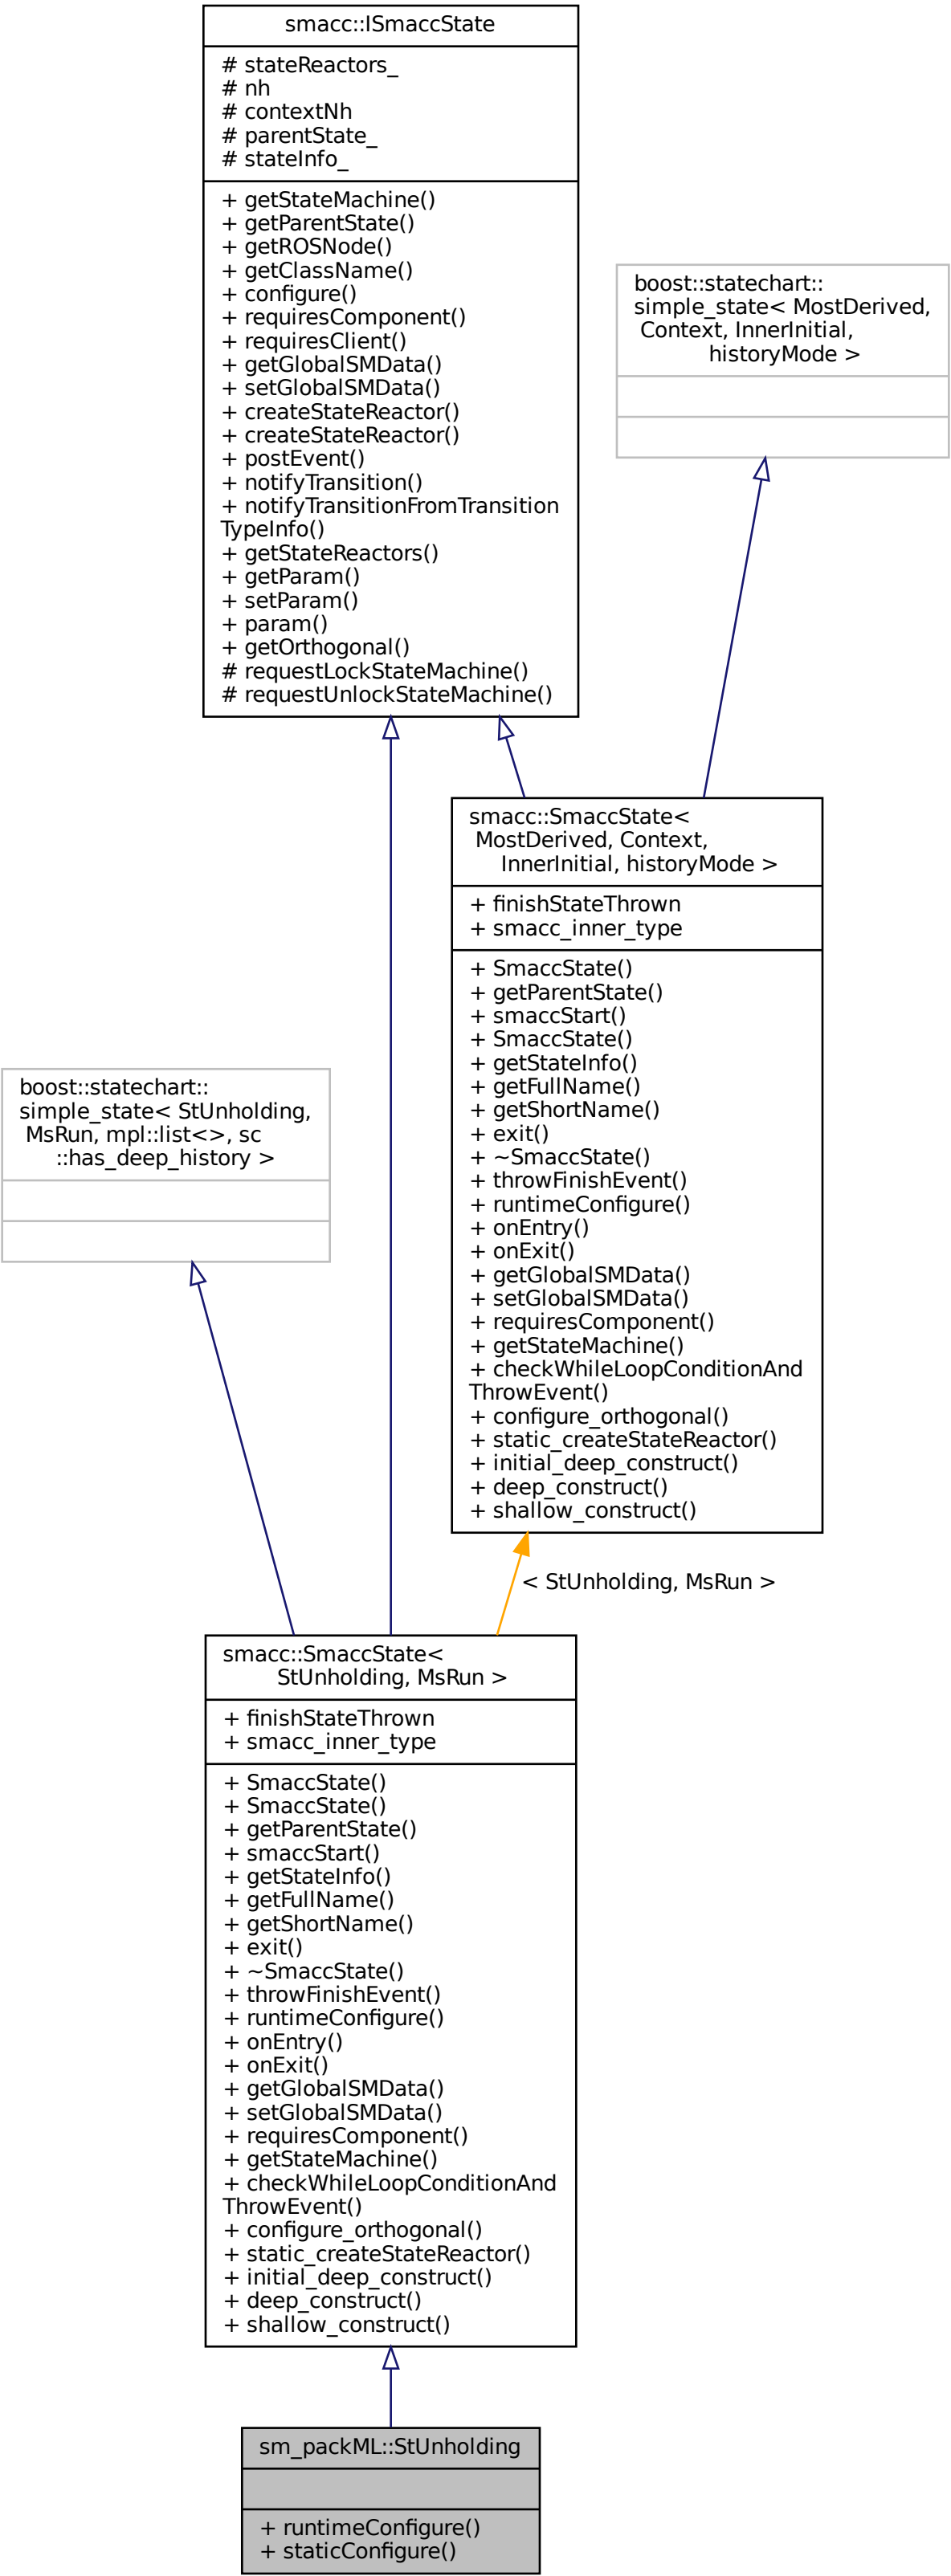 smacc::ISmaccState
# stateReactors_
# nh
# contextNh
# parentState_
# stateInfo_
+ getStateMachine()
+ getParentState()
+ getROSNode()
+ getClassName()
+ configure()
+ requiresComponent()
+ requiresClient()
+ getGlobalSMData()
+ setGlobalSMData()
+ createStateReactor()
+ createStateReactor()
+ postEvent()
+ notifyTransition()
+ notifyTransitionFromTransition
TypeInfo()
+ getStateReactors()
+ getParam()
+ setParam()
+ param()
+ getOrthogonal()
# requestLockStateMachine()
# requestUnlockStateMachine()
boost::statechart::
simple_state< MostDerived,
Context, InnerInitial,
historyMode >
smacc::SmaccState<
MostDerived, Context,
InnerInitial, historyMode >
+ finishStateThrown
+ smacc_inner_type
+ SmaccState()
+ getParentState()
+ smaccStart()
+ SmaccState()
+ getStateInfo()
+ getFullName()
+ getShortName()
+ exit()
+ ~SmaccState()
+ throwFinishEvent()
+ runtimeConfigure()
+ onEntry()
+ onExit()
+ getGlobalSMData()
+ setGlobalSMData()
+ requiresComponent()
+ getStateMachine()
+ checkWhileLoopConditionAnd
ThrowEvent()
+ configure_orthogonal()
+ static_createStateReactor()
+ initial_deep_construct()
+ deep_construct()
+ shallow_construct()
boost::statechart::
simple_state< StUnholding,
MsRun, mpl::list<>, sc
::has_deep_history >
< StUnholding, MsRun >
smacc::SmaccState<
StUnholding, MsRun >
+ finishStateThrown
+ smacc_inner_type
+ SmaccState()
+ SmaccState()
+ getParentState()
+ smaccStart()
+ getStateInfo()
+ getFullName()
+ getShortName()
+ exit()
+ ~SmaccState()
+ throwFinishEvent()
+ runtimeConfigure()
+ onEntry()
+ onExit()
+ getGlobalSMData()
+ setGlobalSMData()
+ requiresComponent()
+ getStateMachine()
+ checkWhileLoopConditionAnd
ThrowEvent()
+ configure_orthogonal()
+ static_createStateReactor()
+ initial_deep_construct()
+ deep_construct()
+ shallow_construct()
sm_packML::StUnholding
+ runtimeConfigure()
+ staticConfigure()